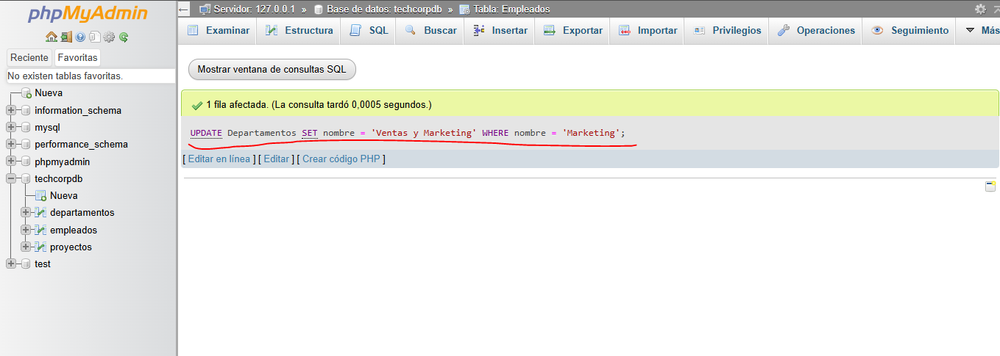 phpMyAdmin
Reciente Favoritas
No existen tablas favoritas.
Nueva
information_schema
mysql
performance_schema
phpmyadmin
techcorpdb
Nueva
departamentos
empleados
proyectos
test
Servidor: 127.0.0.1 » Base de datos: techcorpdb » Tabla: Empleados
Examinar Estructura SQL Buscar Insertar Exportar Importar Privilegios Operaciones Seguimiento Más
Mostrar ventana de consultas SQL
1 fila afectada. (La consulta tardó 0,0005 segundos.)
UPDATE Departamentos SET nombre = 'Ventas y Marketing' WHERE nombre = 'Marketing';
[ Editar en línea ] [ Editar ] [ Crear código PHP ]